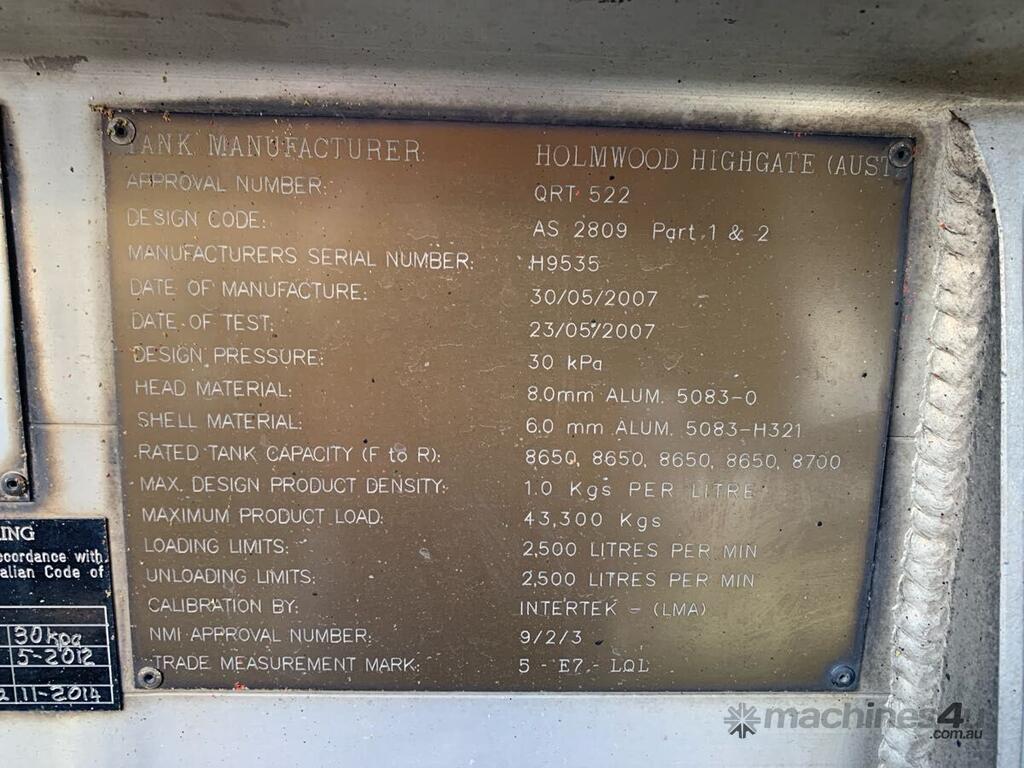 TANK MANUFACTURER: HOLMWOOD HIGHGATE (AUST)
APPROVAL NUMBER: QRT 522
DESIGN CODE: AS 2809 Part.1 & 2
MANUFACTURERS SERIAL NUMBER: H9535
DATE OF MANUFACTURE: 30/05/2007
DATE OF TEST: 23/05/2007
DESIGN PRESSURE: 30 kPa
HEAD MATERIAL: 8.0mm ALUM. 5083-0
SHELL MATERIAL: 6.0 mm ALUM. 5083-H321
RATED TANK CAPACITY (F to R): 8650, 8650, 8650, 8650, 8700
MAX. DESIGN PRODUCT DENSITY: 1.0 Kgs PER LITRE
MAXIMUM PRODUCT LOAD: 43,300 Kgs
LOADING LIMITS: 2,500 LITRES PER MIN
UNLOADING LIMITS: 2,500 LITRES PER MIN
CALIBRATION BY: INTERTEK - (LMA)
NMI APPROVAL NUMBER: 9/2/3
TRADE MEASUREMENT MARK: 5 - E7 - LQL
ING
ccordance with
alian Code of
30kpa
5-2012
2 11-2014
machines4u
.com.au